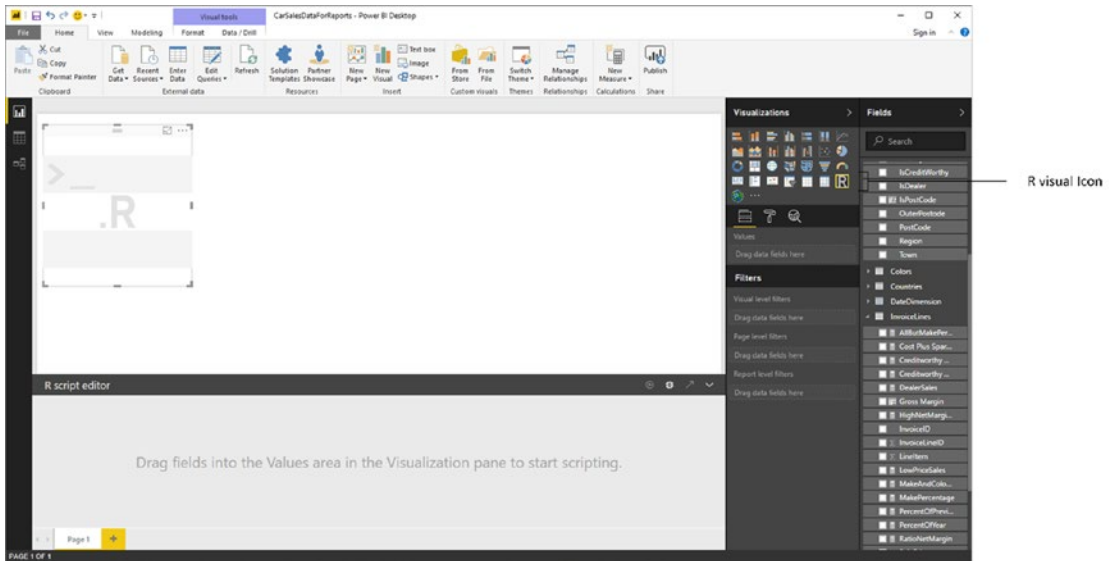 Visual tools
CarSalesDataForReports - Power BI Desktop
File Home View Modeling Format Data / Drill Sign in
Paste
Cut
Copy
Format Painter
Get Data
Recent Sources
Enter Data
Edit Queries
Refresh
Solution Templates
Partner Showcase
New Page
New Visual
Text box
Image
Shapes
From Store
From File
Switch Theme
Manage Relationships
New Measure
Publish
Clipboard External data Resources Insert Custom visuals Themes Relationships Calculations Share
>_
.R
Visualizations
R
Values
Drag data fields here
Filters
Visual level filters
Drag data fields here
Page level filters
Drag data fields here
Report level filters
Drag data fields here
Fields
Search
IsCreditWorthy
IsDealer
IsPostCode
OuterPostcode
PostCode
Region
Town
Colors
Countries
DateDimension
InvoiceLines
AllButMakePer...
Cost Plus Spar...
Creditworthy ...
Creditworthy ...
DealerSales
Gross Margin
HighNetMargi...
InvoiceID
InvoiceLineID
LineItem
LowPriceSales
MakeAndColo...
MakePercentage
PercentOfPrevi...
PercentOfYear
RatioNetMargin
R visual Icon
R script editor
Drag fields into the Values area in the Visualization pane to start scripting.
Page 1
PAGE 1 OF 1